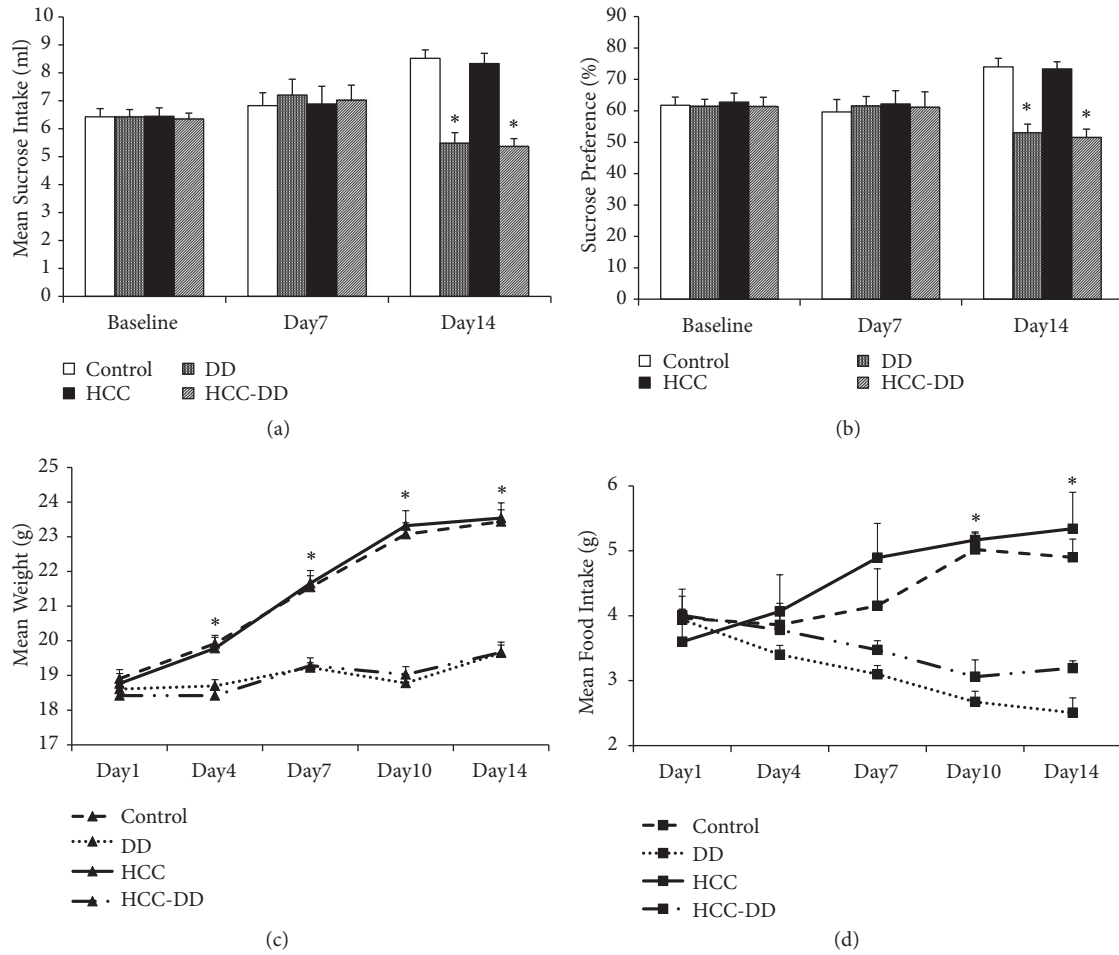 Mean Sucrose Intake (ml)
10
9
8
7
6
5
4
3
2
1
0
* *
Baseline Day7 Day14
Control DD
HCC HCC-DD
(a)
Sucrose Preference (%)
90
80
70
60
50
40
30
20
10
0
* *
Baseline Day7 Day14
Control DD
HCC HCC-DD
(b)
Mean Weight (g)
25
24
23
22
21
20
19
18
17
* * * *
Day1 Day4 Day7 Day10 Day14
Control
DD
HCC
HCC-DD
(c)
Mean Food Intake (g)
6
5
4
3
2
* *
Day1 Day4 Day7 Day10 Day14
Control
DD
HCC
HCC-DD
(d)